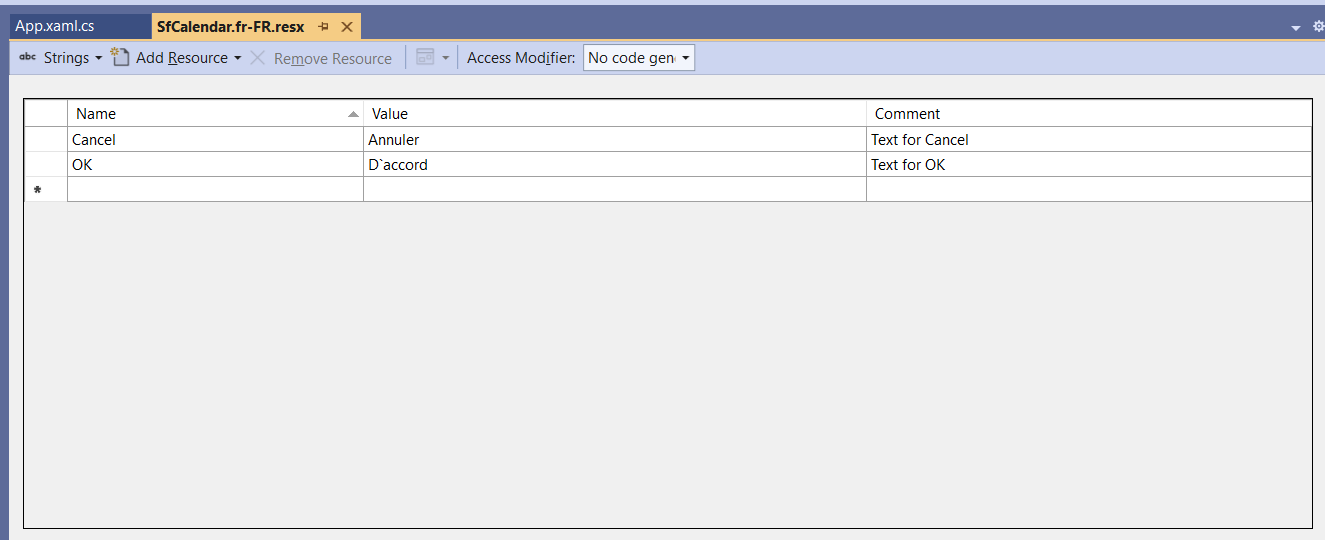 App.xaml.cs SfCalendar.fr-FR.resx
abc Strings Add Resource Remove Resource Access Modifier: No code gen
Name Value Comment
Cancel Annuler Text for Cancel
OK D`accord Text for OK
*